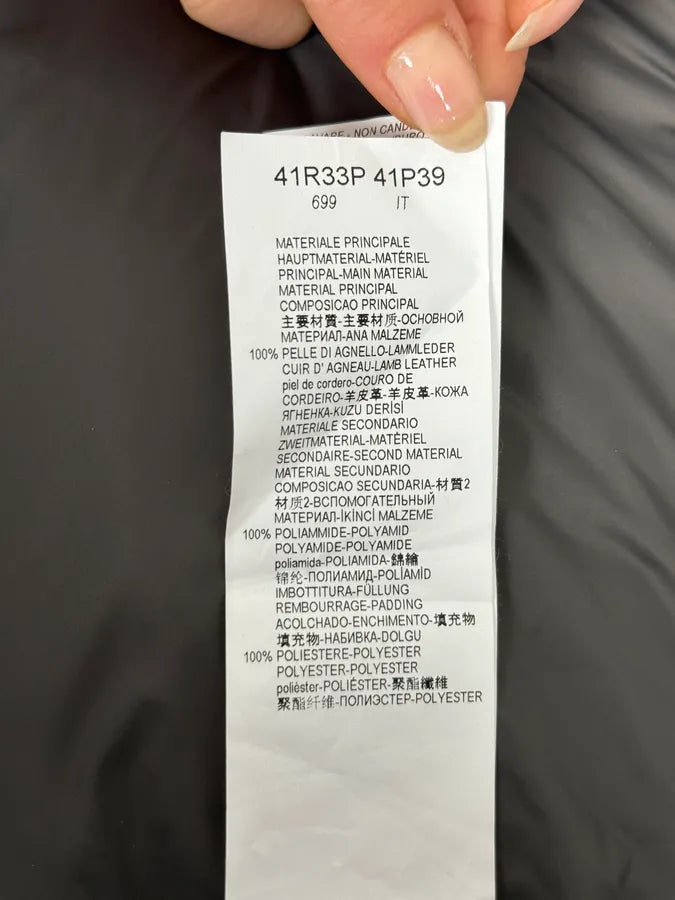 NON CAND
41R33P 41P39
699 IT
MATERIALE PRINCIPALE
HAUPTMATERIAL-MATÉRIEL
PRINCIPAL-MAIN MATERIAL
MATERIAL PRINCIPAL
COMPOSICAO PRINCIPAL
主要材質-主要材质-ОСНОВНОЙ
МАТЕРИАЛ-ANA MALZEME
100% PELLE DI AGNELLO-LAMMLEDER
CUIR D' AGNEAU-LAMB LEATHER
piel de cordero-COURO DE
CORDEIRO-羊皮革-羊皮革-КОЖА
ЯГНЕНКА-KUZU DERİSİ
MATERIALE SECONDARIO
ZWEITMATERIAL-MATÉRIEL
SECONDAIRE-SECOND MATERIAL
MATERIAL SECUNDARIO
COMPOSICAO SECUNDARIA-材質2
材质2-ВСПОМОГАТЕЛЬНЫЙ
МАТЕРИАЛ-İKİNCİ MALZEME
100% POLIAMMIDE-POLYAMID
POLYAMIDE-POLYAMIDE
poliamida-POLIAMIDA-錦綸
锦纶-ПОЛИАМИД-POLİAMİD
IMBOTTITURA-FÜLLUNG
REMBOURRAGE-PADDING
ACOLCHADO-ENCHIMENTO-填充物
填充物-НАБИВКА-DOLGU
100% POLIESTERE-POLYESTER
POLYESTER-POLYESTER
poliéster-POLIÉSTER-聚酯纖維
聚酯纤维-ПОЛИЭСТЕР-POLYESTER